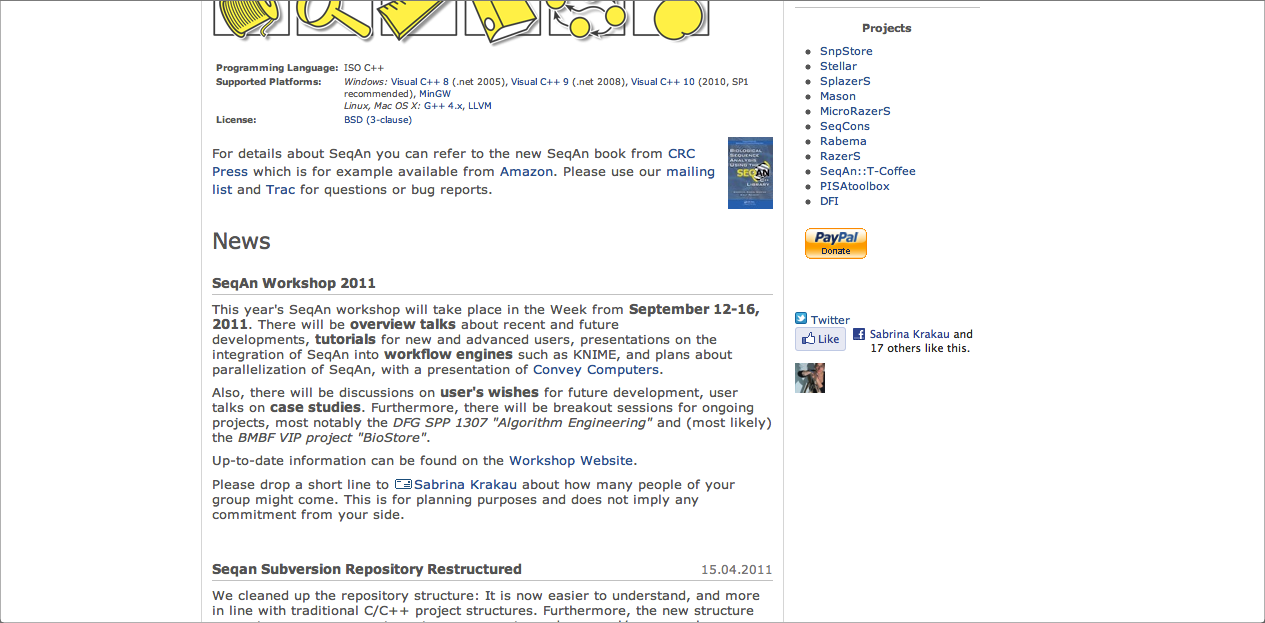 Programming Language: ISO C++
Supported Platforms: Windows: Visual C++ 8 (.net 2005), Visual C++ 9 (.net 2008), Visual C++ 10 (2010, SP1
recommended), MinGW
Linux, Mac OS X: G++ 4.x, LLVM
License: BSD (3-clause)
For details about SeqAn you can refer to the new SeqAn book from CRC
Press which is for example available from Amazon. Please use our mailing
list and Trac for questions or bug reports.
BIOLOGICAL
SEQUENCE
ANALYSIS
USING THE
SEQAN
C++
LIBRARY
News
SeqAn Workshop 2011
This year's SeqAn workshop will take place in the Week from September 12-16,
2011. There will be overview talks about recent and future
developments, tutorials for new and advanced users, presentations on the
integration of SeqAn into workflow engines such as KNIME, and plans about
parallelization of SeqAn, with a presentation of Convey Computers.
Also, there will be discussions on user's wishes for future development, user
talks on case studies. Furthermore, there will be breakout sessions for ongoing
projects, most notably the DFG SPP 1307 "Algorithm Engineering" and (most likely)
the BMBF VIP project "BioStore".
Up-to-date information can be found on the Workshop Website.
Please drop a short line to Sabrina Krakau about how many people of your
group might come. This is for planning purposes and does not imply any
commitment from your side.
Seqan Subversion Repository Restructured 15.04.2011
We cleaned up the repository structure: It is now easier to understand, and more
in line with traditional C/C++ project structures. Furthermore, the new structure
Projects
SnpStore
Stellar
SplazerS
Mason
MicroRazerS
SeqCons
Rabema
RazerS
SeqAn::T-Coffee
PISAtoolbox
DFI
PayPal
Donate
Twitter
Like
Sabrina Krakau and
17 others like this.